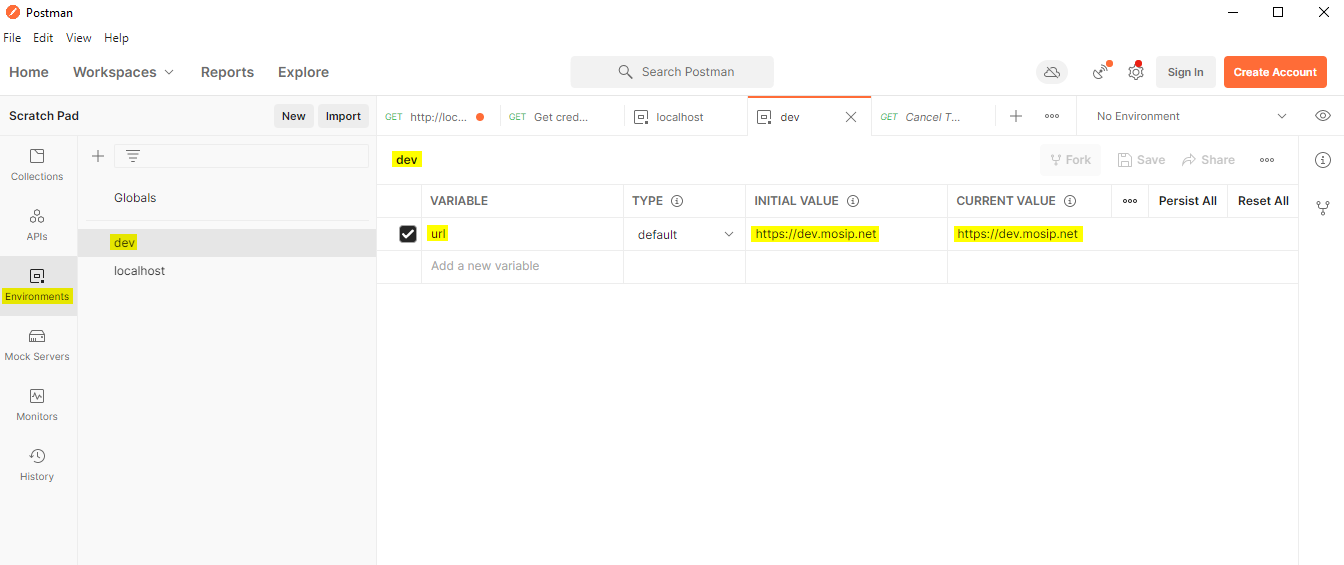 Postman
File Edit View Help
Home Workspaces Reports Explore Search Postman Sign In Create Account
Scratch Pad New Import
GET http://loc... GET Get cred... localhost dev GET Cancel T... No Environment
Collections
APIs
Environments
Mock Servers
Monitors
History
Globals
dev
localhost
dev Fork Save Share
VARIABLE TYPE INITIAL VALUE CURRENT VALUE Persist All Reset All
url default https://dev.mosip.net https://dev.mosip.net
Add a new variable